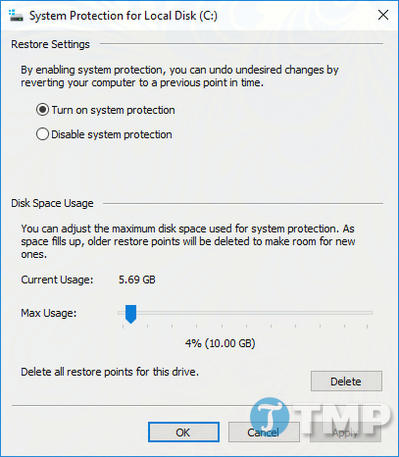 System Protection for Local Disk (C:)
Restore Settings
By enabling system protection, you can undo undesired changes by
reverting your computer to a previous point in time.
Turn on system protection
Disable system protection
Disk Space Usage
You can adjust the maximum disk space used for system protection. As
space fills up, older restore points will be deleted to make room for new
ones.
Current Usage: 5.69 GB
Max Usage:
4% (10.00 GB)
Delete all restore points for this drive.
Delete
T TMP
OK Cancel Apply